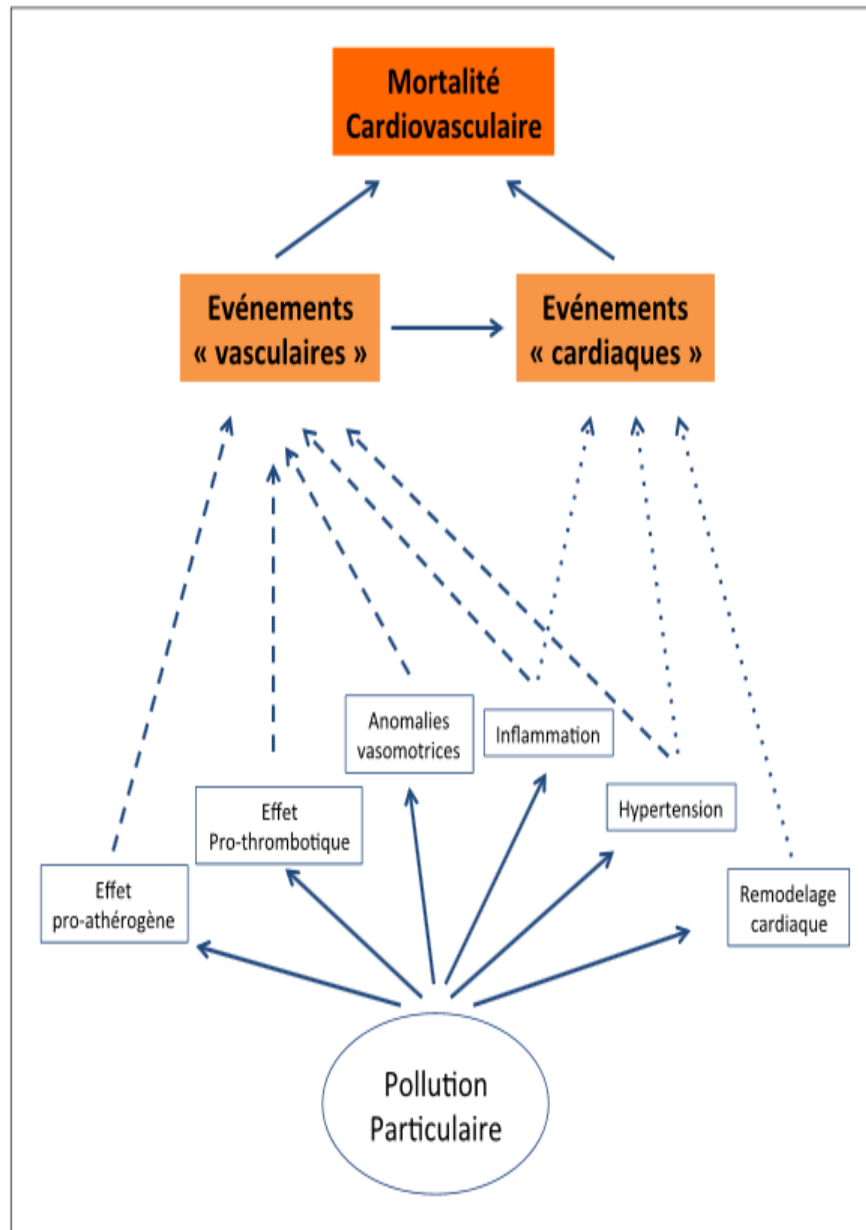 Mortalité
Cardiovasculaire
Evénements
« vasculaires »
Evénements
« cardiaques »
Anomalies
vasomotrices
Inflammation
Effet
Pro-thrombotique
Hypertension
Effet
pro-athérogène
Remodelage
cardiaque
Pollution
Particulaire